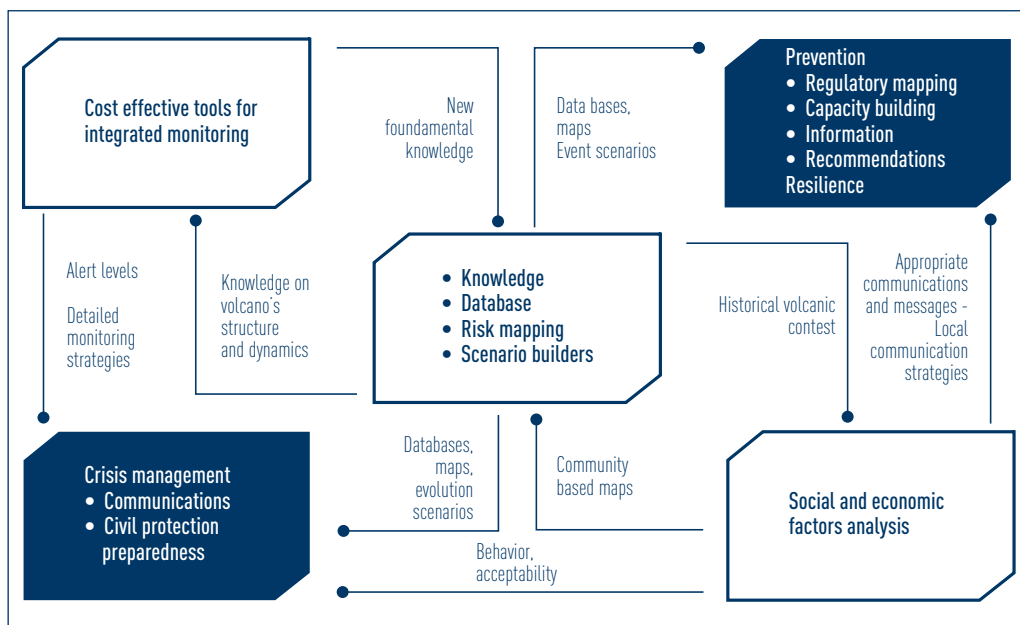 Cost effective tools for
integrated monitoring
New
foundamental
knowledge
Data bases,
maps
Event scenarios
Prevention
• Regulatory mapping
• Capacity building
• Information
• Recommendations
Resilience
Alert levels
Detailed
monitoring
strategies
Knowledge on
volcano's
structure
and dynamics
• Knowledge
• Database
• Risk mapping
• Scenario builders
Historical volcanic
contest
Appropriate
communications
and messages -
Local
communication
strategies
Crisis management
• Communications
• Civil protection
preparedness
Databases,
maps,
evolution
scenarios
Community
based maps
Behavior,
acceptability
Social and economic
factors analysis